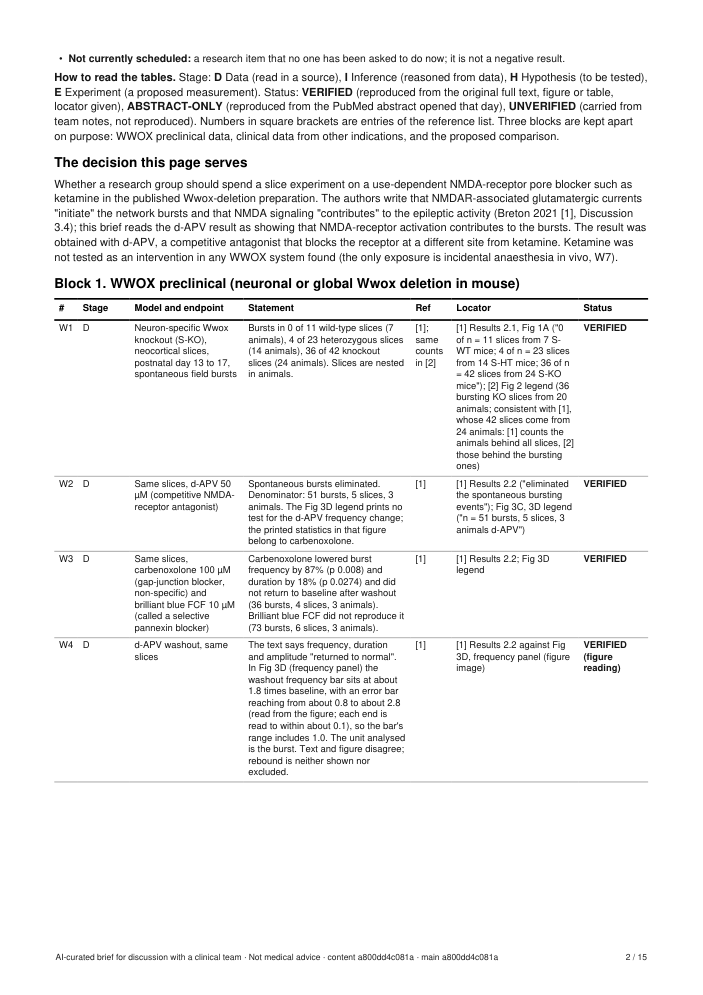 • Not currently scheduled: a research item that no one has been asked to do now; it is not a negative result.
How to read the tables. Stage: D Data (read in a source), I Inference (reasoned from data), H Hypothesis (to be tested),
E Experiment (a proposed measurement). Status: VERIFIED (reproduced from the original full text, figure or table,
locator given), ABSTRACT-ONLY (reproduced from the PubMed abstract opened that day), UNVERIFIED (carried from
team notes, not reproduced). Numbers in square brackets are entries of the reference list. Three blocks are kept apart
on purpose: WWOX preclinical data, clinical data from other indications, and the proposed comparison.
The decision this page serves
Whether a research group should spend a slice experiment on a use-dependent NMDA-receptor pore blocker such as
ketamine in the published Wwox-deletion preparation. The authors write that NMDAR-associated glutamatergic currents
"initiate" the network bursts and that NMDA signaling "contributes" to the epileptic activity (Breton 2021 [1], Discussion
3.4); this brief reads the d-APV result as showing that NMDA-receptor activation contributes to the bursts. The result was
obtained with d-APV, a competitive antagonist that blocks the receptor at a different site from ketamine. Ketamine was
not tested as an intervention in any WWOX system found (the only exposure is incidental anaesthesia in vivo, W7).
Block 1. WWOX preclinical (neuronal or global Wwox deletion in mouse)
# Stage Model and endpoint Statement Ref Locator Status
W1 D
Neuron-specific Wwox
knockout (S-KO),
neocortical slices,
postnatal day 13 to 17,
spontaneous field bursts
Bursts in 0 of 11 wild-type slices (7
animals), 4 of 23 heterozygous slices
(14 animals), 36 of 42 knockout
slices (24 animals). Slices are nested
in animals.
[1];
same
counts
in [2]
[1] Results 2.1, Fig 1A ("0
of n = 11 slices from 7 S-
WT mice; 4 of n = 23 slices
from 14 S-HT mice; 36 of n
= 42 slices from 24 S-KO
mice"); [2] Fig 2 legend (36
bursting KO slices from 20
animals; consistent with [1],
whose 42 slices come from
24 animals: [1] counts the
animals behind all slices, [2]
those behind the bursting
ones)
VERIFIED
W2 D
Same slices, d-APV 50
µM (competitive NMDA-
receptor antagonist)
Spontaneous bursts eliminated.
Denominator: 51 bursts, 5 slices, 3
animals. The Fig 3D legend prints no
test for the d-APV frequency change;
the printed statistics in that figure
belong to carbenoxolone.
[1]
[1] Results 2.2 ("eliminated
the spontaneous bursting
events"); Fig 3C, 3D legend
("n = 51 bursts, 5 slices, 3
animals d-APV")
VERIFIED
W3 D
Same slices,
carbenoxolone 100 µM
(gap-junction blocker,
non-specific) and
brilliant blue FCF 10 µM
(called a selective
pannexin blocker)
Carbenoxolone lowered burst
frequency by 87% (p 0.008) and
duration by 18% (p 0.0274) and did
not return to baseline after washout
(36 bursts, 4 slices, 3 animals).
Brilliant blue FCF did not reproduce it
(73 bursts, 6 slices, 3 animals).
[1]
[1] Results 2.2; Fig 3D
legend
VERIFIED
W4 D
d-APV washout, same
slices
The text says frequency, duration
and amplitude "returned to normal".
In Fig 3D (frequency panel) the
washout frequency bar sits at about
1.8 times baseline, with an error bar
reaching from about 0.8 to about 2.8
(read from the figure; each end is
read to within about 0.1), so the bar's
range includes 1.0. The unit analysed
is the burst. Text and figure disagree;
rebound is neither shown nor
excluded.
[1]
[1] Results 2.2 against Fig
3D, frequency panel (figure
image)
VERIFIED
(figure
reading)
AI-curated brief for discussion with a clinical team · Not medical advice · content a800dd4c081a · main a800dd4c081a
2 / 15